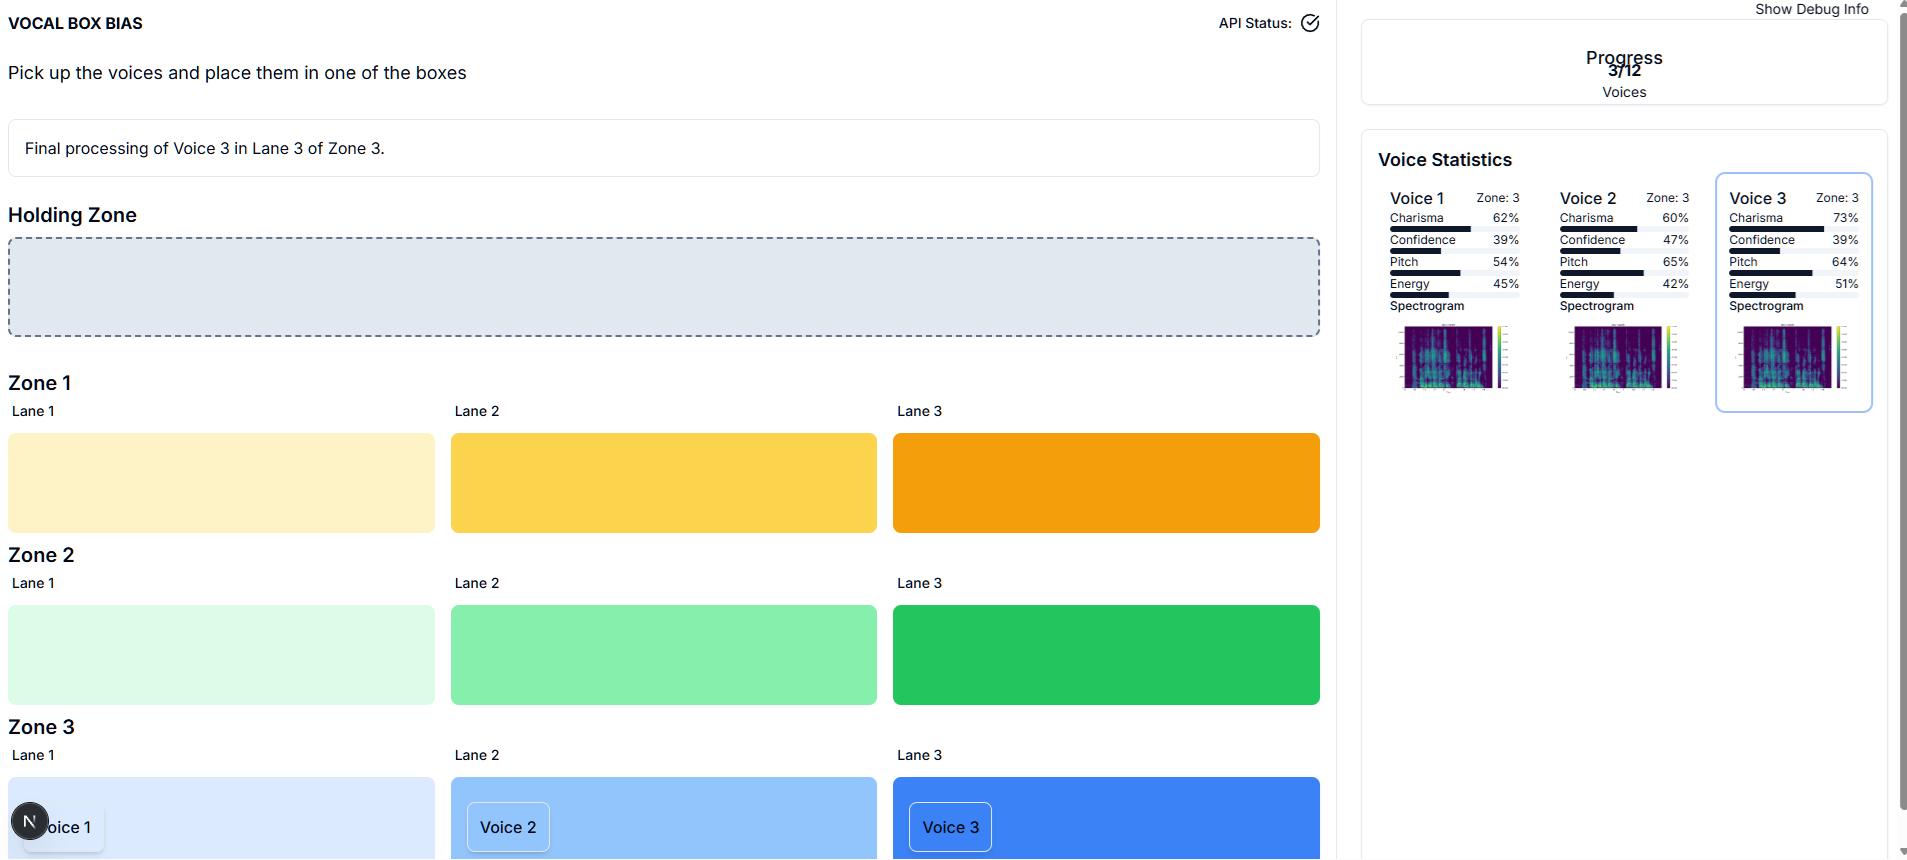 VOCAL BOX BIAS
API Status:
Pick up the voices and place them in one of the boxes
Final processing of Voice 3 in Lane 3 of Zone 3.
Holding Zone
Zone 1
Lane 1 Lane 2 Lane 3
Zone 2
Lane 1 Lane 2 Lane 3
Zone 3
Lane 1 Lane 2 Lane 3
N
oice 1
Voice 2
Voice 3
Show Debug Info
Progress
3/12
Voices
Voice Statistics
Voice 1 Zone: 3
Charisma 62%
Confidence 39%
Pitch 54%
Energy 45%
Spectrogram
Voice 2 Zone: 3
Charisma 60%
Confidence 47%
Pitch 65%
Energy 42%
Spectrogram
Voice 3 Zone: 3
Charisma 73%
Confidence 39%
Pitch 64%
Energy 51%
Spectrogram